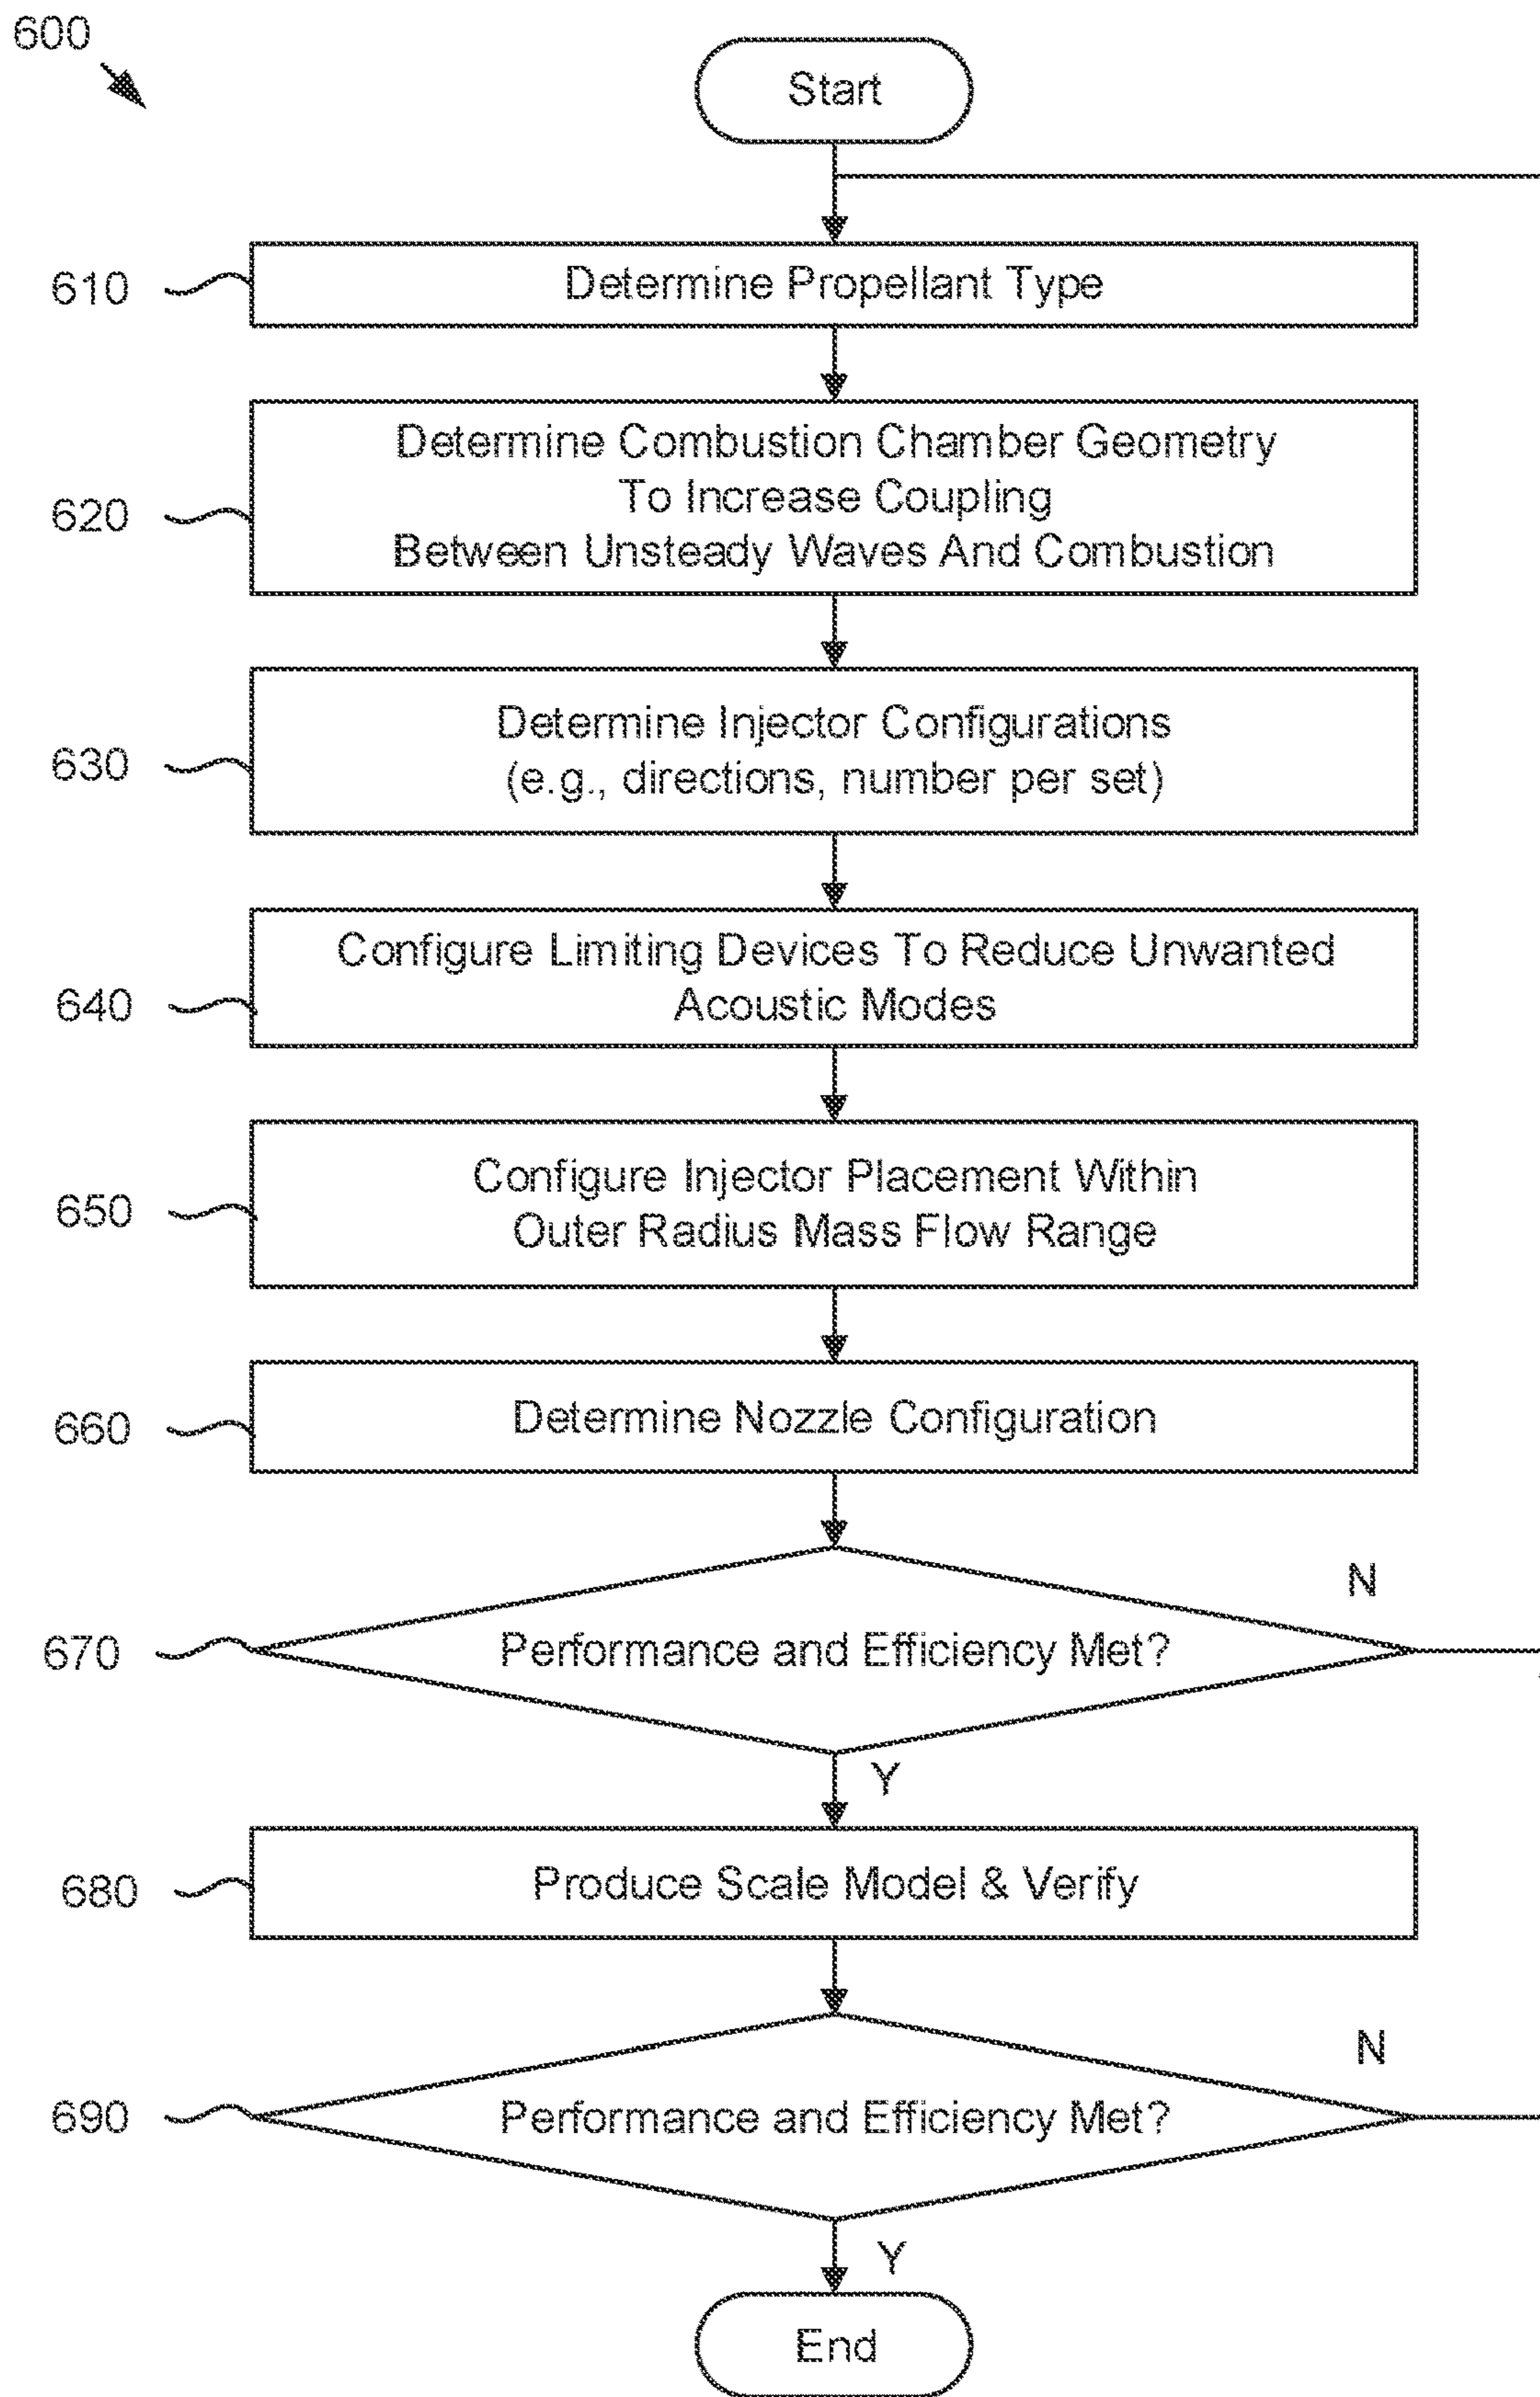 600
Start
610
Determine Propellant Type
620
Determine Combustion Chamber Geometry
To Increase Coupling
Between Unsteady Waves And Combustion
630
Determine Injector Configurations
(e.g., directions, number per set)
640
Configure Limiting Devices To Reduce Unwanted
Acoustic Modes
650
Configure Injector Placement Within
Outer Radius Mass Flow Range
660
Determine Nozzle Configuration
670
Performance and Efficiency Met?
N
Y
680
Produce Scale Model & Verify
690
Performance and Efficiency Met?
N
Y
End